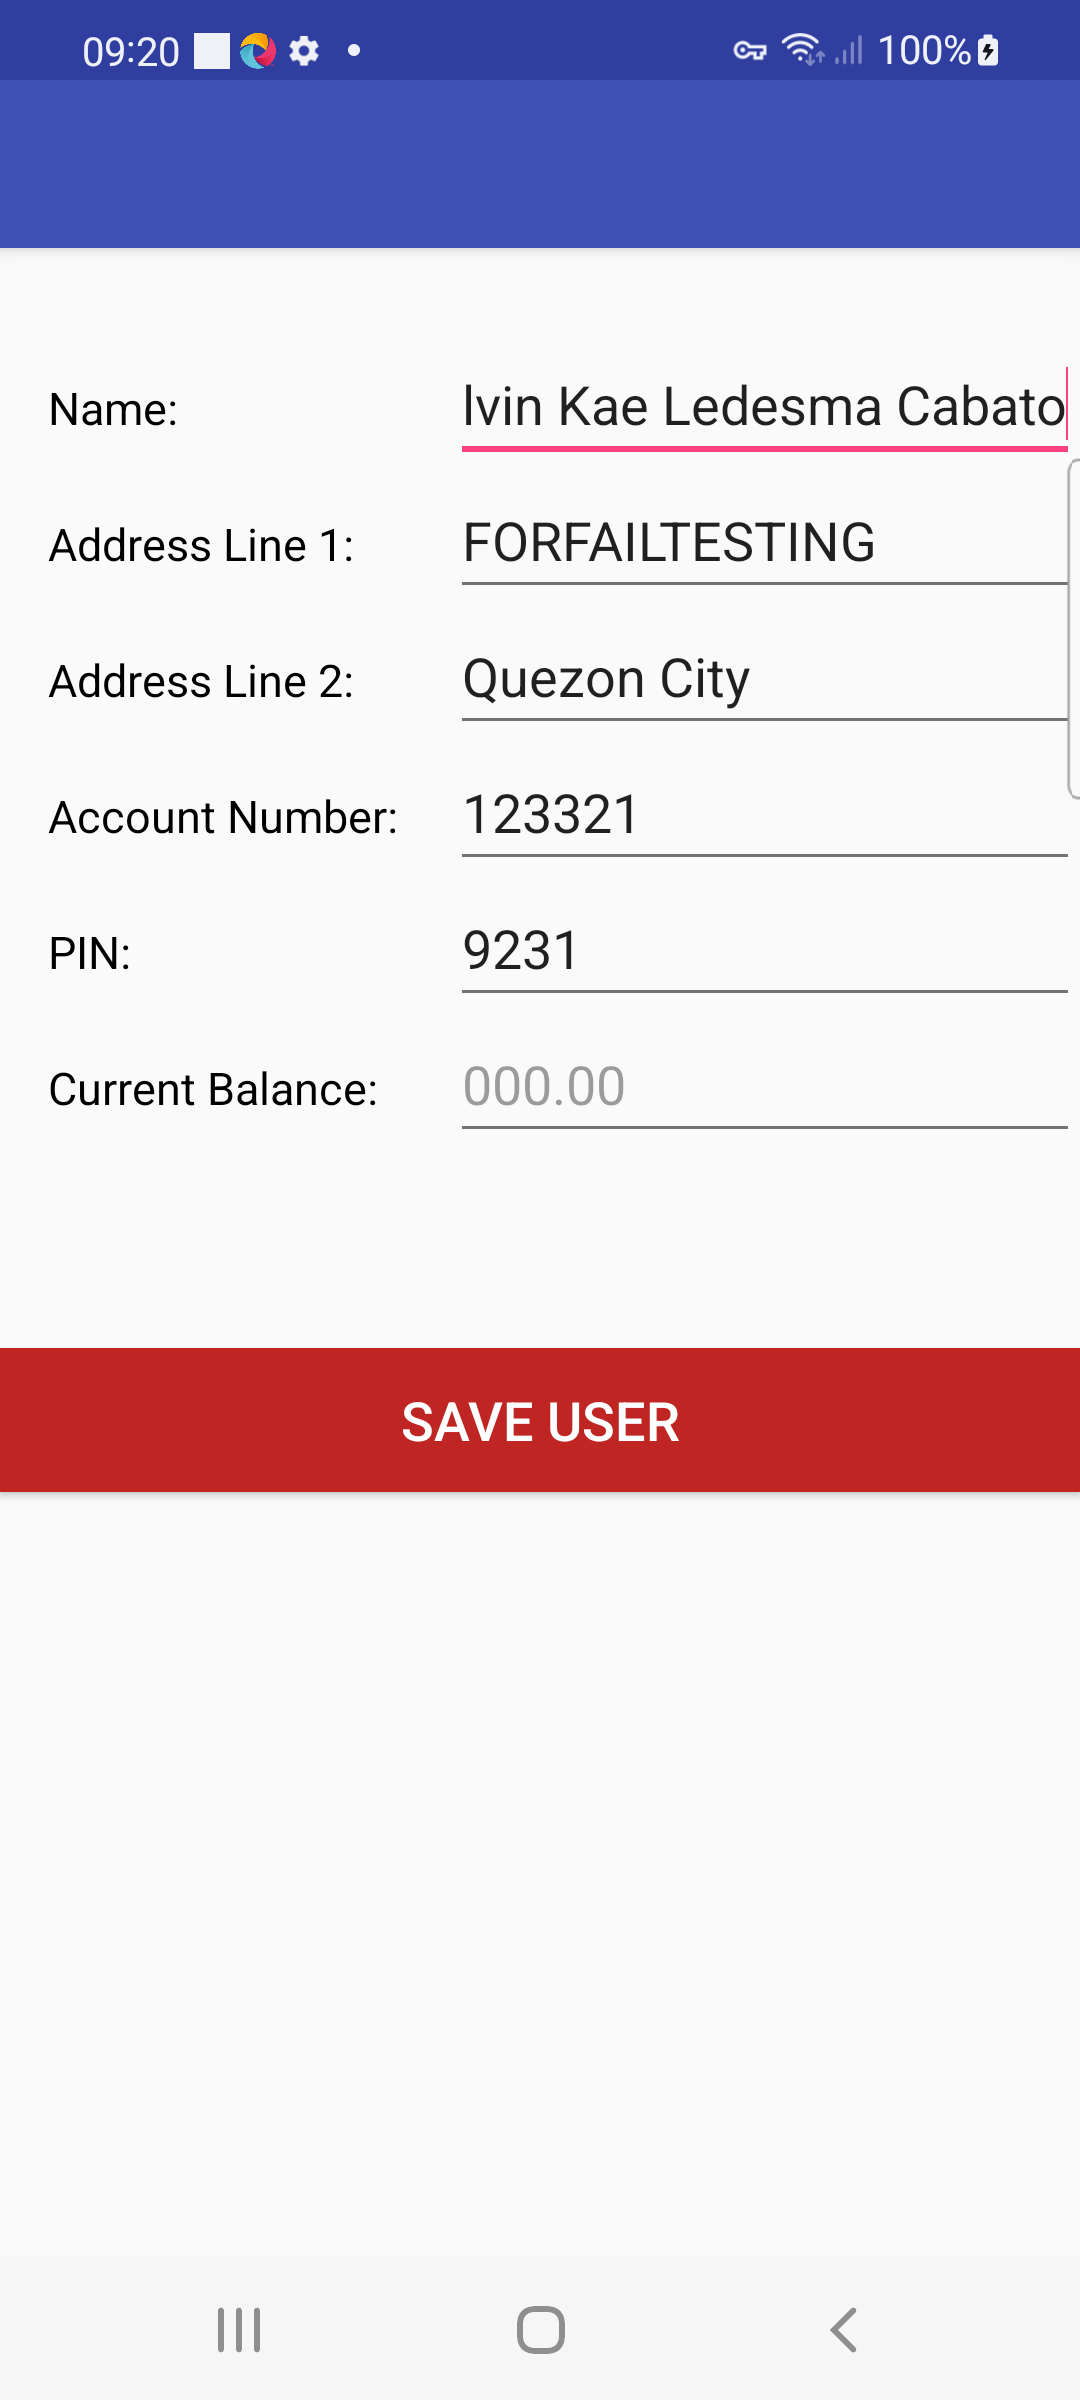 09:20 100%
Name: lvin Kae Ledesma Cabato
Address Line 1: FORFAILTESTING
Address Line 2: Quezon City
Account Number: 123321
PIN: 9231
Current Balance: 000.00
SAVE USER